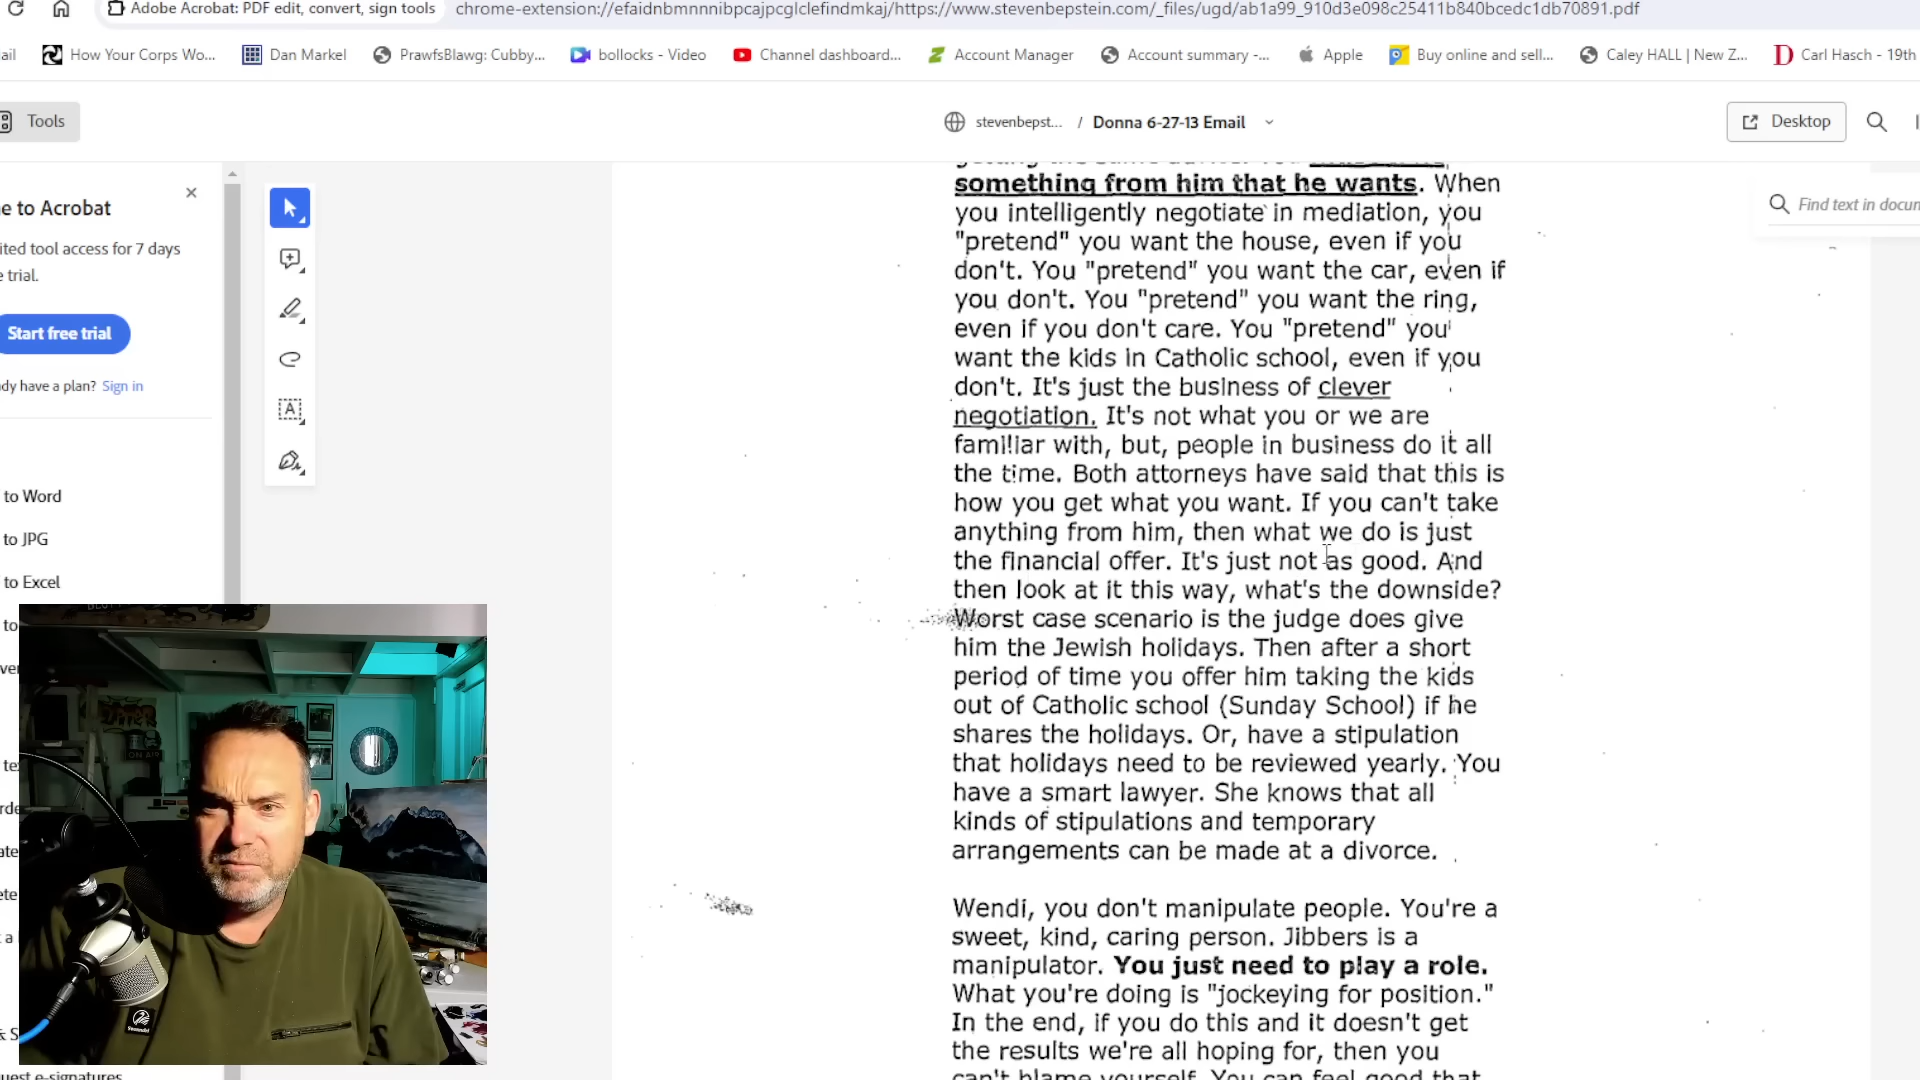 Adobe Acrobat: PDF edit, convert, sign tools
chrome-extension://efaidnbmnnnibpcajpcglclefindmkaj/https://www.stevenbepstein.com/_files/ugd/ab1a99_910d3e098c25411b840bcedc1db70891.pdf
ail
How Your Corps Wo...
Dan Markel
PrawfsBlawg: Cubby...
bollocks - Video
Channel dashboard...
Account Manager
Account summary -...
Apple
Buy online and sell...
Caley HALL | New Z...
Carl Hasch - 19th
Tools
stevenbepst... / Donna 6-27-13 Email
Desktop
Find text in docum
e to Acrobat
ited tool access for 7 days
e trial.
Start free trial
dy have a plan? Sign in
to Word
to JPG
to Excel
to
something from him that he wants. When
you intelligently negotiate in mediation, you
"pretend" you want the house, even if you
don't. You "pretend" you want the car, even if
you don't. You "pretend" you want the ring,
even if you don't care. You "pretend" you
want the kids in Catholic school, even if you
don't. It's just the business of clever
negotiation. It's not what you or we are
familiar with, but, people in business do it all
the time. Both attorneys have said that this is
how you get what you want. If you can't take
anything from him, then what we do is just
the financial offer. It's just not as good. And
then look at it this way, what's the downside?
Worst case scenario is the judge does give
him the Jewish holidays. Then after a short
period of time you offer him taking the kids
out of Catholic school (Sunday School) if he
shares the holidays. Or, have a stipulation
that holidays need to be reviewed yearly. You
have a smart lawyer. She knows that all
kinds of stipulations and temporary
arrangements can be made at a divorce.
Wendi, you don't manipulate people. You're a
sweet, kind, caring person. Jibbers is a
manipulator. You just need to play a role.
What you're doing is "jockeying for position."
In the end, if you do this and it doesn't get
the results we're all hoping for, then you
can't blame yourself. You can feel good that
ON AIR
quest e-signatures